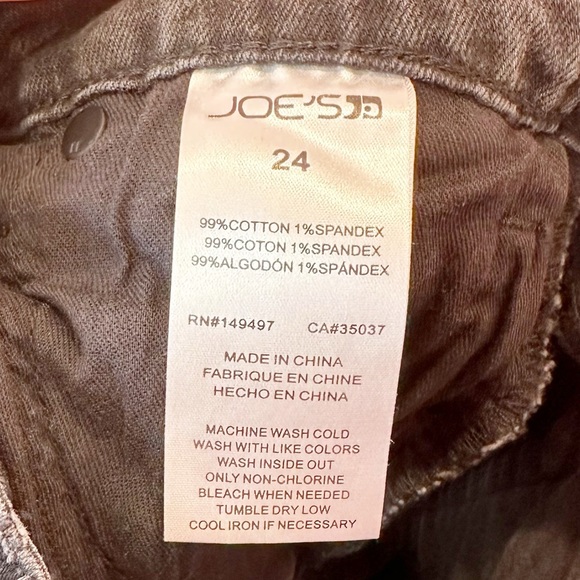 JOE'S
24
99%COTTON 1%SPANDEX
99%COTON 1%SPANDEX
99%ALGODÓN 1%SPÁNDEX
RN#149497 CA#35037
MADE IN CHINA
FABRIQUE EN CHINE
HECHO EN CHINA
MACHINE WASH COLD
WASH WITH LIKE COLORS
WASH INSIDE OUT
ONLY NON-CHLORINE
BLEACH WHEN NEEDED
TUMBLE DRY LOW
COOL IRON IF NECESSARY